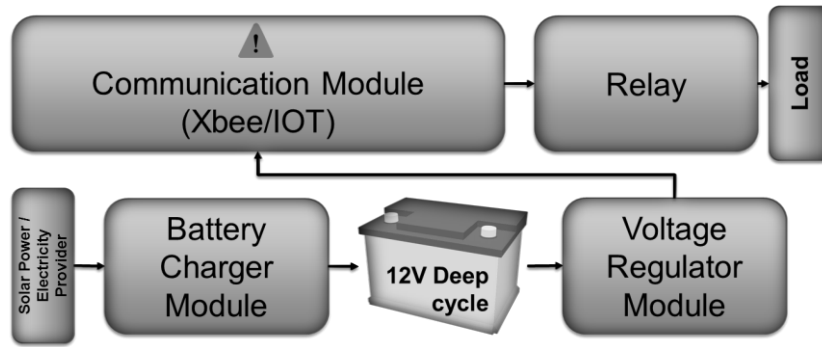 !
Communication Module
(Xbee/IOT)
Relay
Load
Solar Power /
Electricity
Provider
Battery
Charger
Module
12V Deep
cycle
Voltage
Regulator
Module